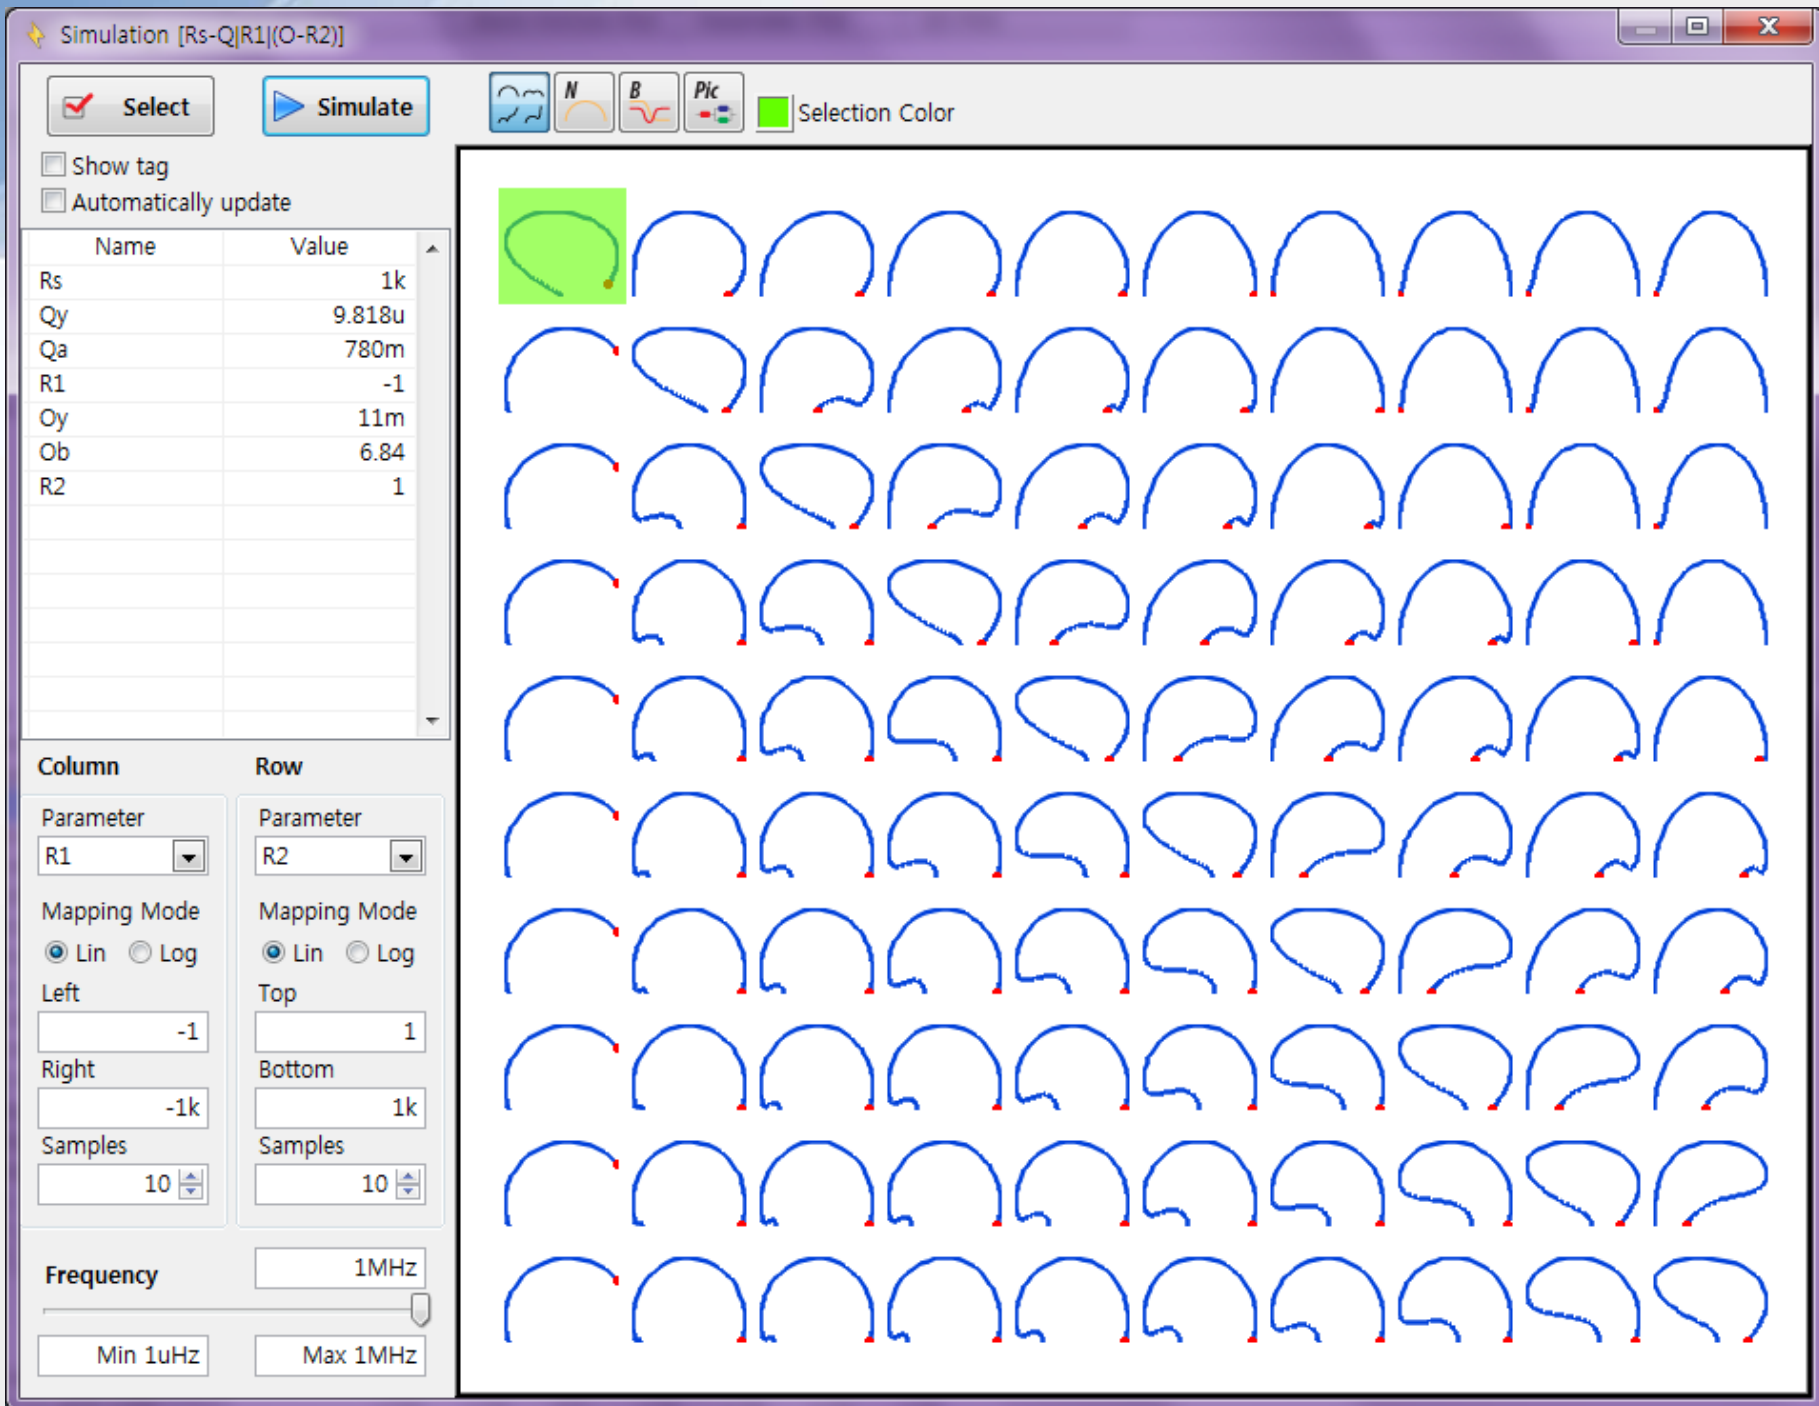 Simulation [Rs-Q|R1|(O-R2)]
Select Simulate N B Pic Selection Color
Show tag
Automatically update
Name Value
Rs 1k
Qy 9.818u
Qa 780m
R1 -1
Oy 11m
Ob 6.84
R2 1
Column Row
Parameter Parameter
R1 R2
Mapping Mode Mapping Mode
Lin Log Lin Log
Left Top
-1 1
Right Bottom
-1k 1k
Samples Samples
10 10
Frequency 1MHz
Min 1uHz Max 1MHz